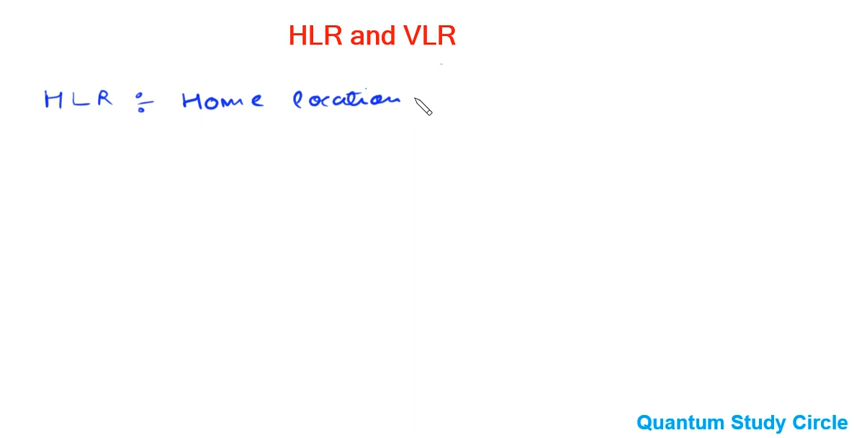 HLR and VLR
HLR ÷ Home location
Quantum Study Circle